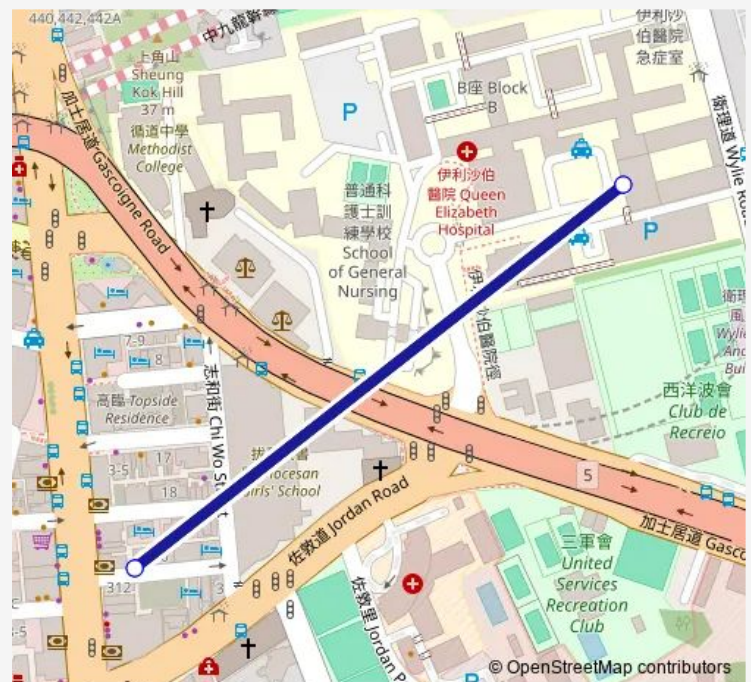 440,442,442A
中九龍幹線
伊利沙
伯醫院
急症室
上角山
Sheung
Kok Hill
37 m
加士居道 Gascoigne Road
循道中學
Methodist
College
B座 Block
B
P
衛理道 Wylie Road
伊利沙伯
醫院 Queen
Elizabeth
Hospital
普通科
護士訓
練學校
School
of General
Nursing
P
7-9
8
志和街 Chi Wo Street
高臨 Topside
Residence
西洋波會
Club de
Recreio
3-5
17
18
Girls' School
5
佐敦道 Jordan Road
加士居道
三軍會
United
Services
Recreation
Club
312
3
佐敦里 Jordan
P
© OpenStreetMap contributors